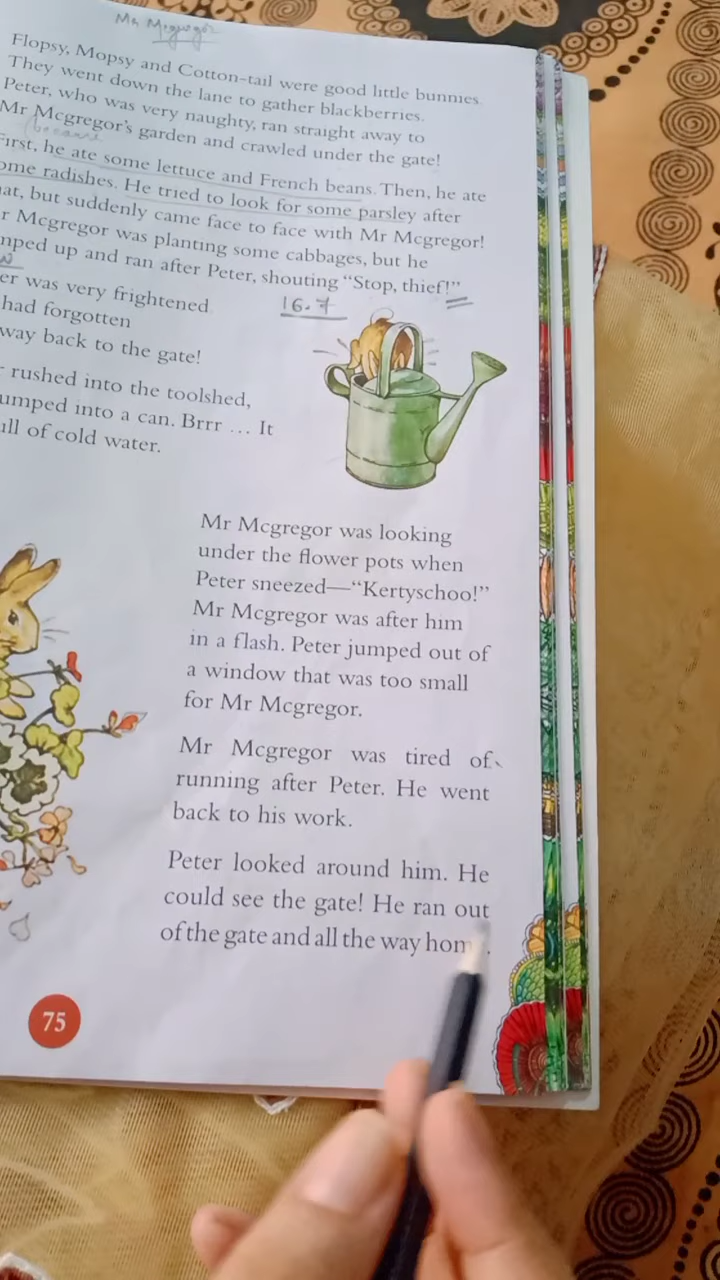 Mr Mcgregor
Flopsy, Mopsy and Cotton-tail were good little bunnies.
They went down the lane to gather blackberries.
Peter, who was very naughty, ran straight away to
Mr Mcgregor's garden and crawled under the gate!
because
First, he ate some lettuce and French beans. Then, he ate
ome radishes. He tried to look for some parsley after
at, but suddenly came face to face with Mr Mcgregor!
r Mcgregor was planting some cabbages, but he
mped up and ran after Peter, shouting “Stop, thief!”
er was very frightened
had forgotten
way back to the gate!
16.7
r rushed into the toolshed,
umped into a can. Brrr … It
ull of cold water.
Mr Mcgregor was looking
under the flower pots when
Peter sneezed—“Kertyschoo!”
Mr Mcgregor was after him
in a flash. Peter jumped out of
a window that was too small
for Mr Mcgregor.
Mr Mcgregor was tired of
running after Peter. He went
back to his work.
Peter looked around him. He
could see the gate! He ran out
of the gate and all the way hom .
75